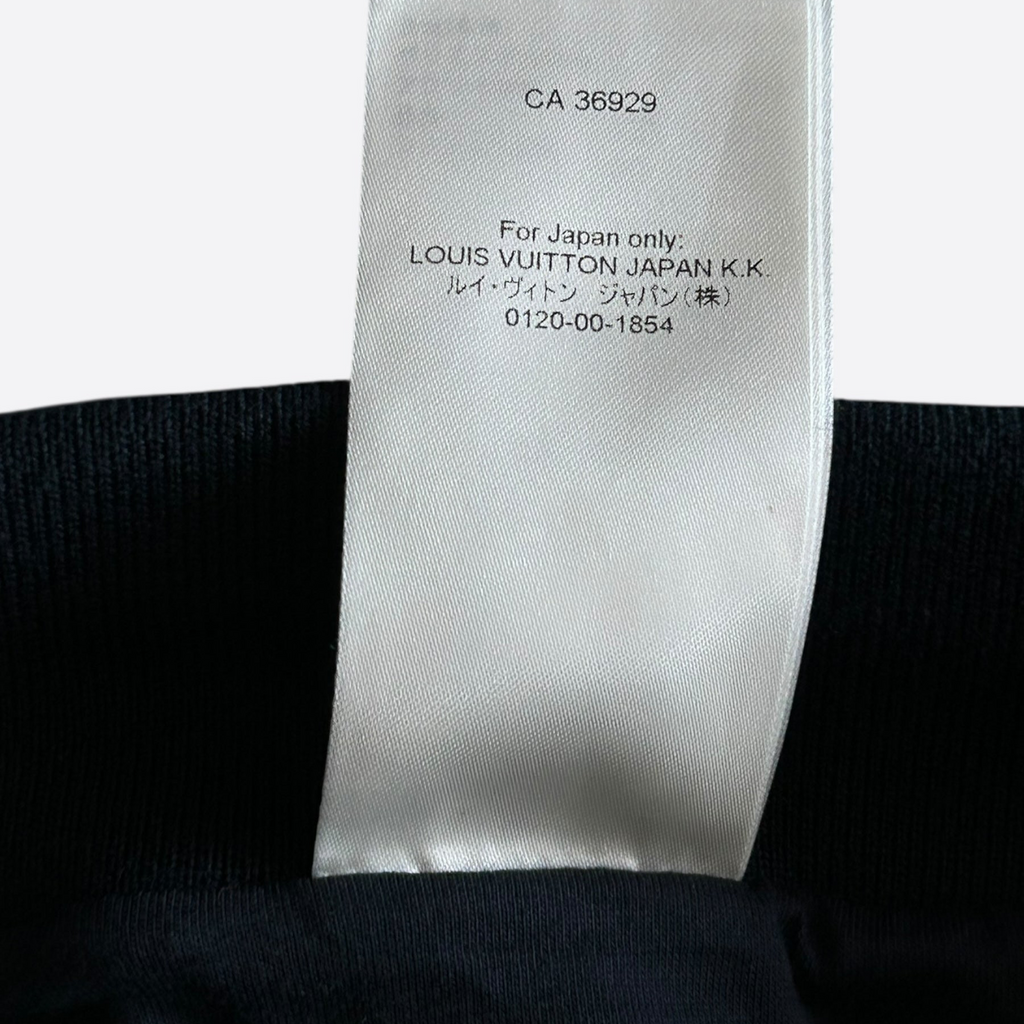 CA 36929
For Japan only:
LOUIS VUITTON JAPAN K.K.
ルイ・ヴィトン ジャパン(株)
0120-00-1854